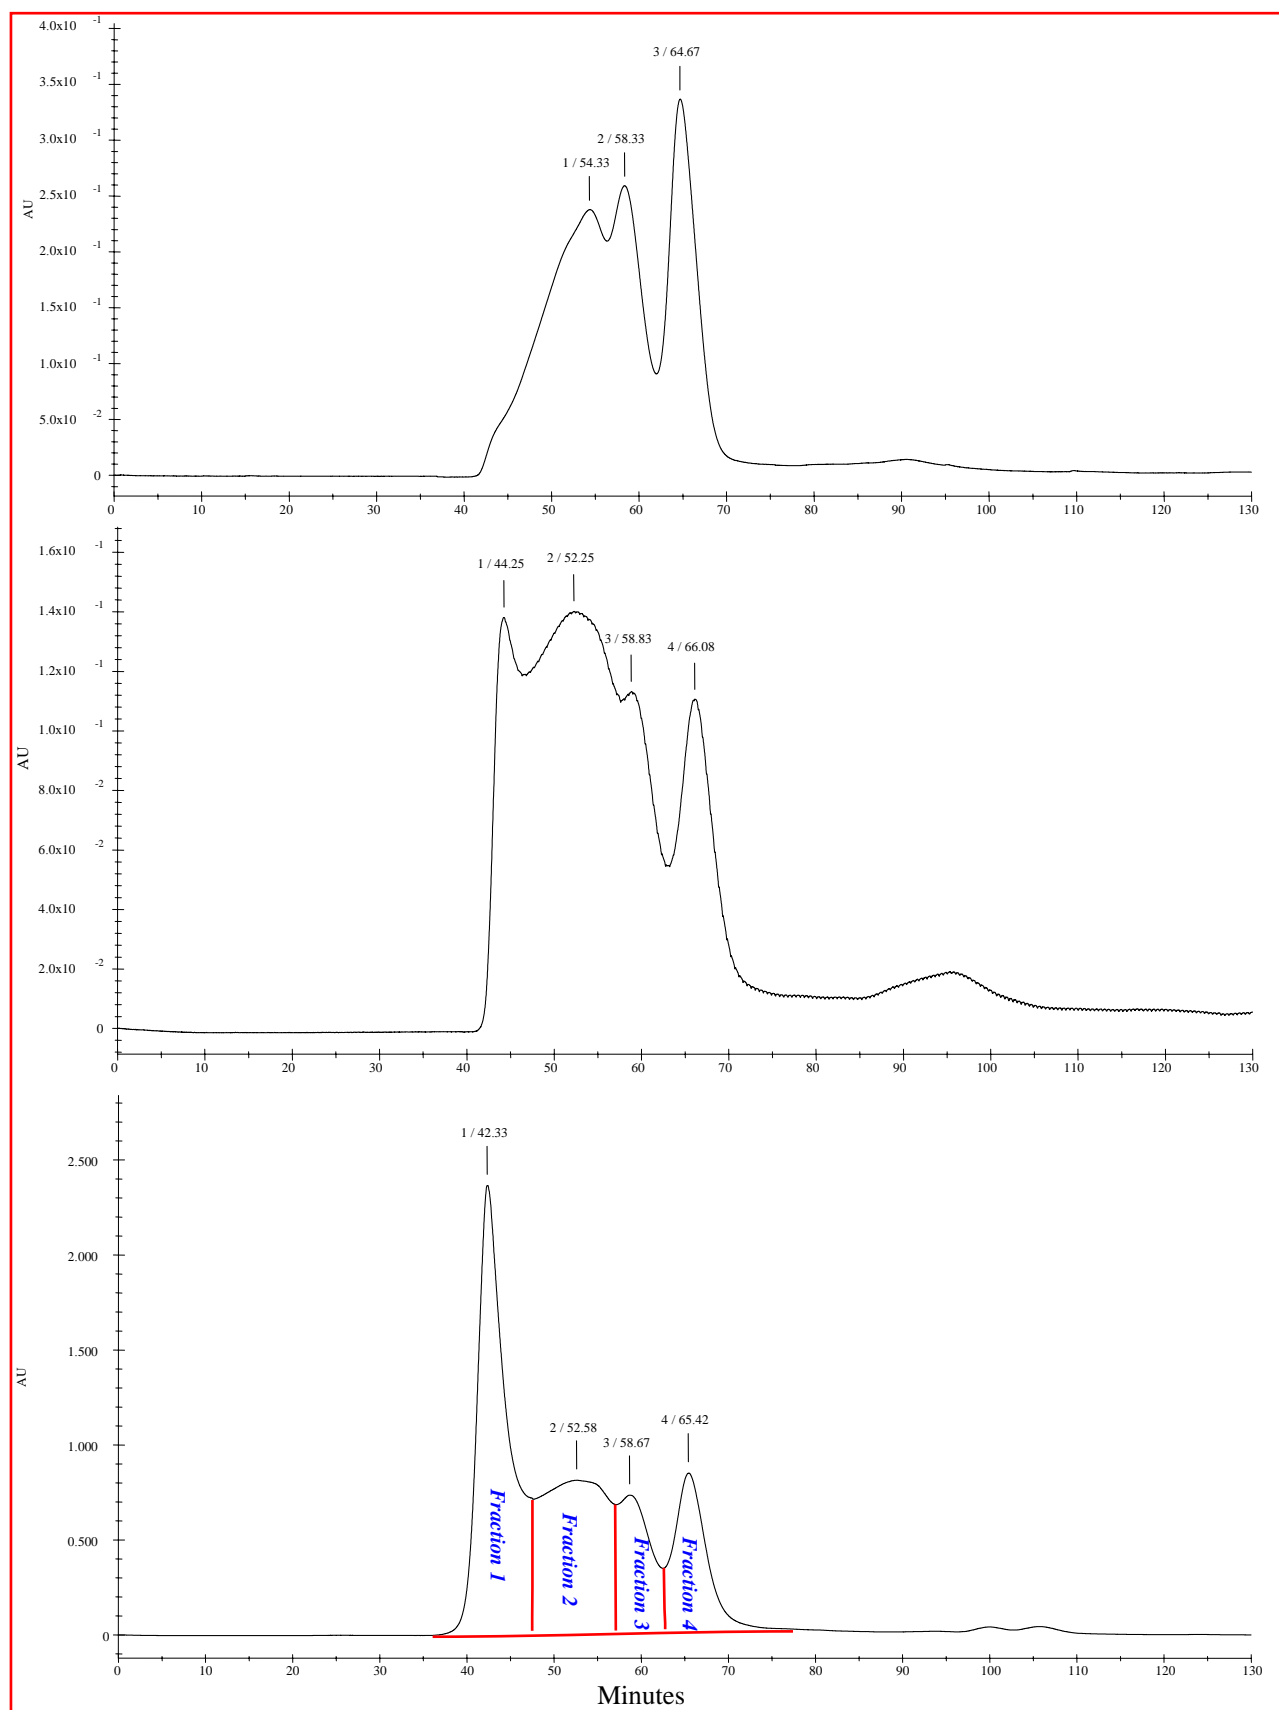 4.0x10 -1
3 / 64.67
3.5x10 -1
3.0x10 -1
2 / 58.33
1 / 54.33
2.5x10 -1
AU
2.0x10 -1
1.5x10 -1
1.0x10 -1
5.0x10 -2
0
0 10 20 30 40 50 60 70 80 90 100 110 120 130
1.6x10 -1
1 / 44.25
2 / 52.25
1.4x10 -1
3 / 58.83
4 / 66.08
1.2x10 -1
1.0x10 -1
AU
8.0x10 -2
6.0x10 -2
4.0x10 -2
2.0x10 -2
0
0 10 20 30 40 50 60 70 80 90 100 110 120 130
1 / 42.33
2.500
2.000
1.500
AU
4 / 65.42
2 / 52.58
3 / 58.67
1.000
Fraction 1
Fraction 2
Fraction 3
Fraction 4
0.500
0
0 10 20 30 40 50 60 70 80 90 100 110 120 130
Minutes